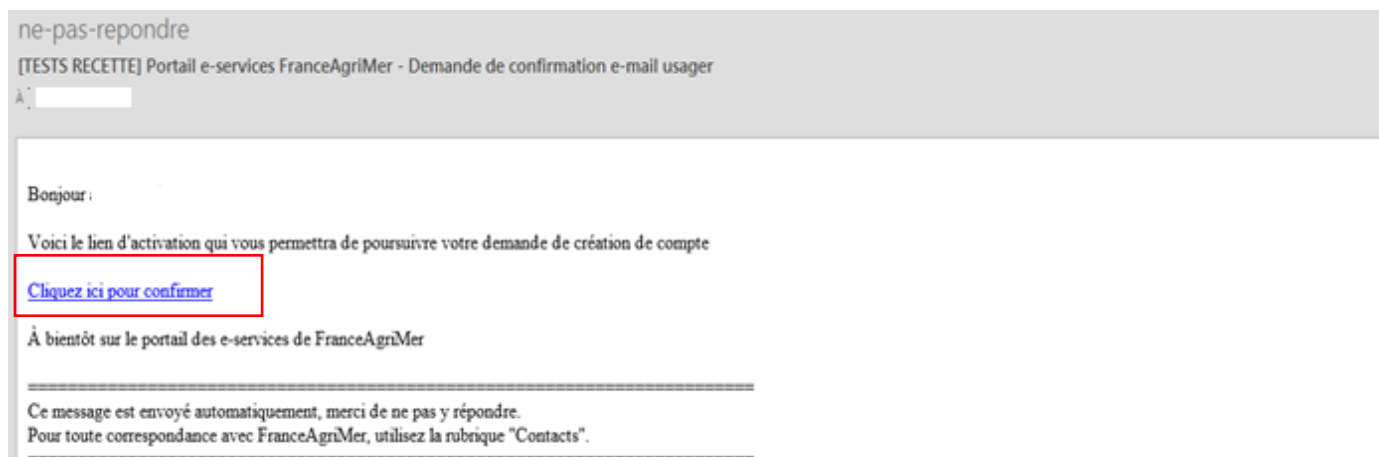 ne-pas-repondre
[TESTS RECETTE] Portail e-services FranceAgriMer - Demande de confirmation e-mail usager
À
Bonjour
Voici le lien d'activation qui vous permettra de poursuivre votre demande de création de compte
Cliquez ici pour confirmer
À bientôt sur le portail des e-services de FranceAgriMer
Ce message est envoyé automatiquement, merci de ne pas y répondre.
Pour toute correspondance avec FranceAgriMer, utilisez la rubrique "Contacts".